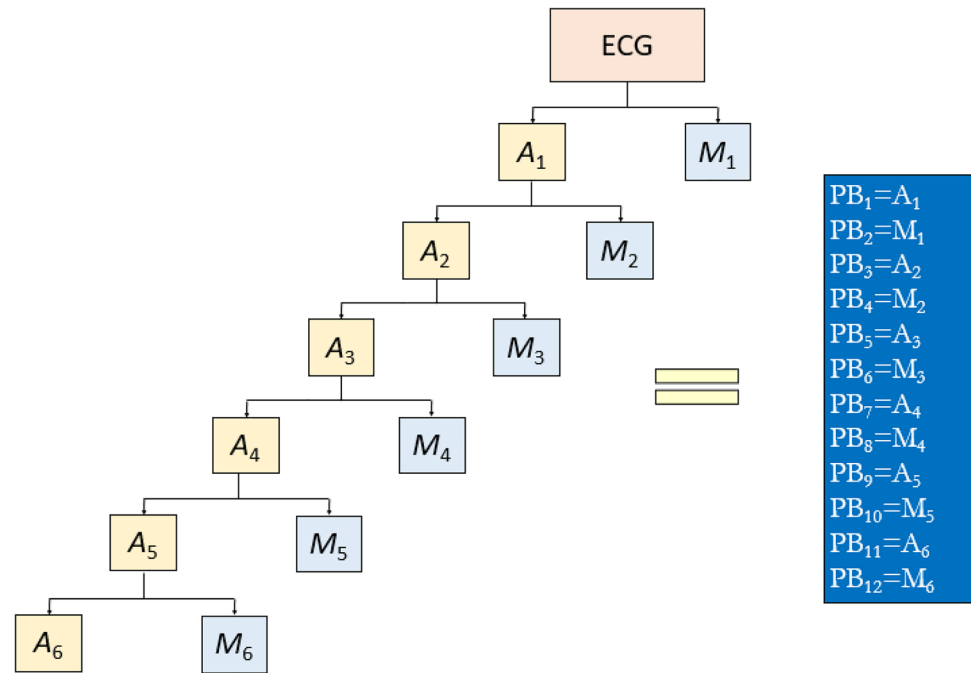 ECG
A₁
M₁
A₂
M₂
A₃
M₃
A₄
M₄
A₅
M₅
A₆
M₆
PB₁=A₁
PB₂=M₁
PB₃=A₂
PB₄=M₂
PB₅=A₃
PB₆=M₃
PB₇=A₄
PB₈=M₄
PB₉=A₅
PB₁₀=M₅
PB₁₁=A₆
PB₁₂=M₆